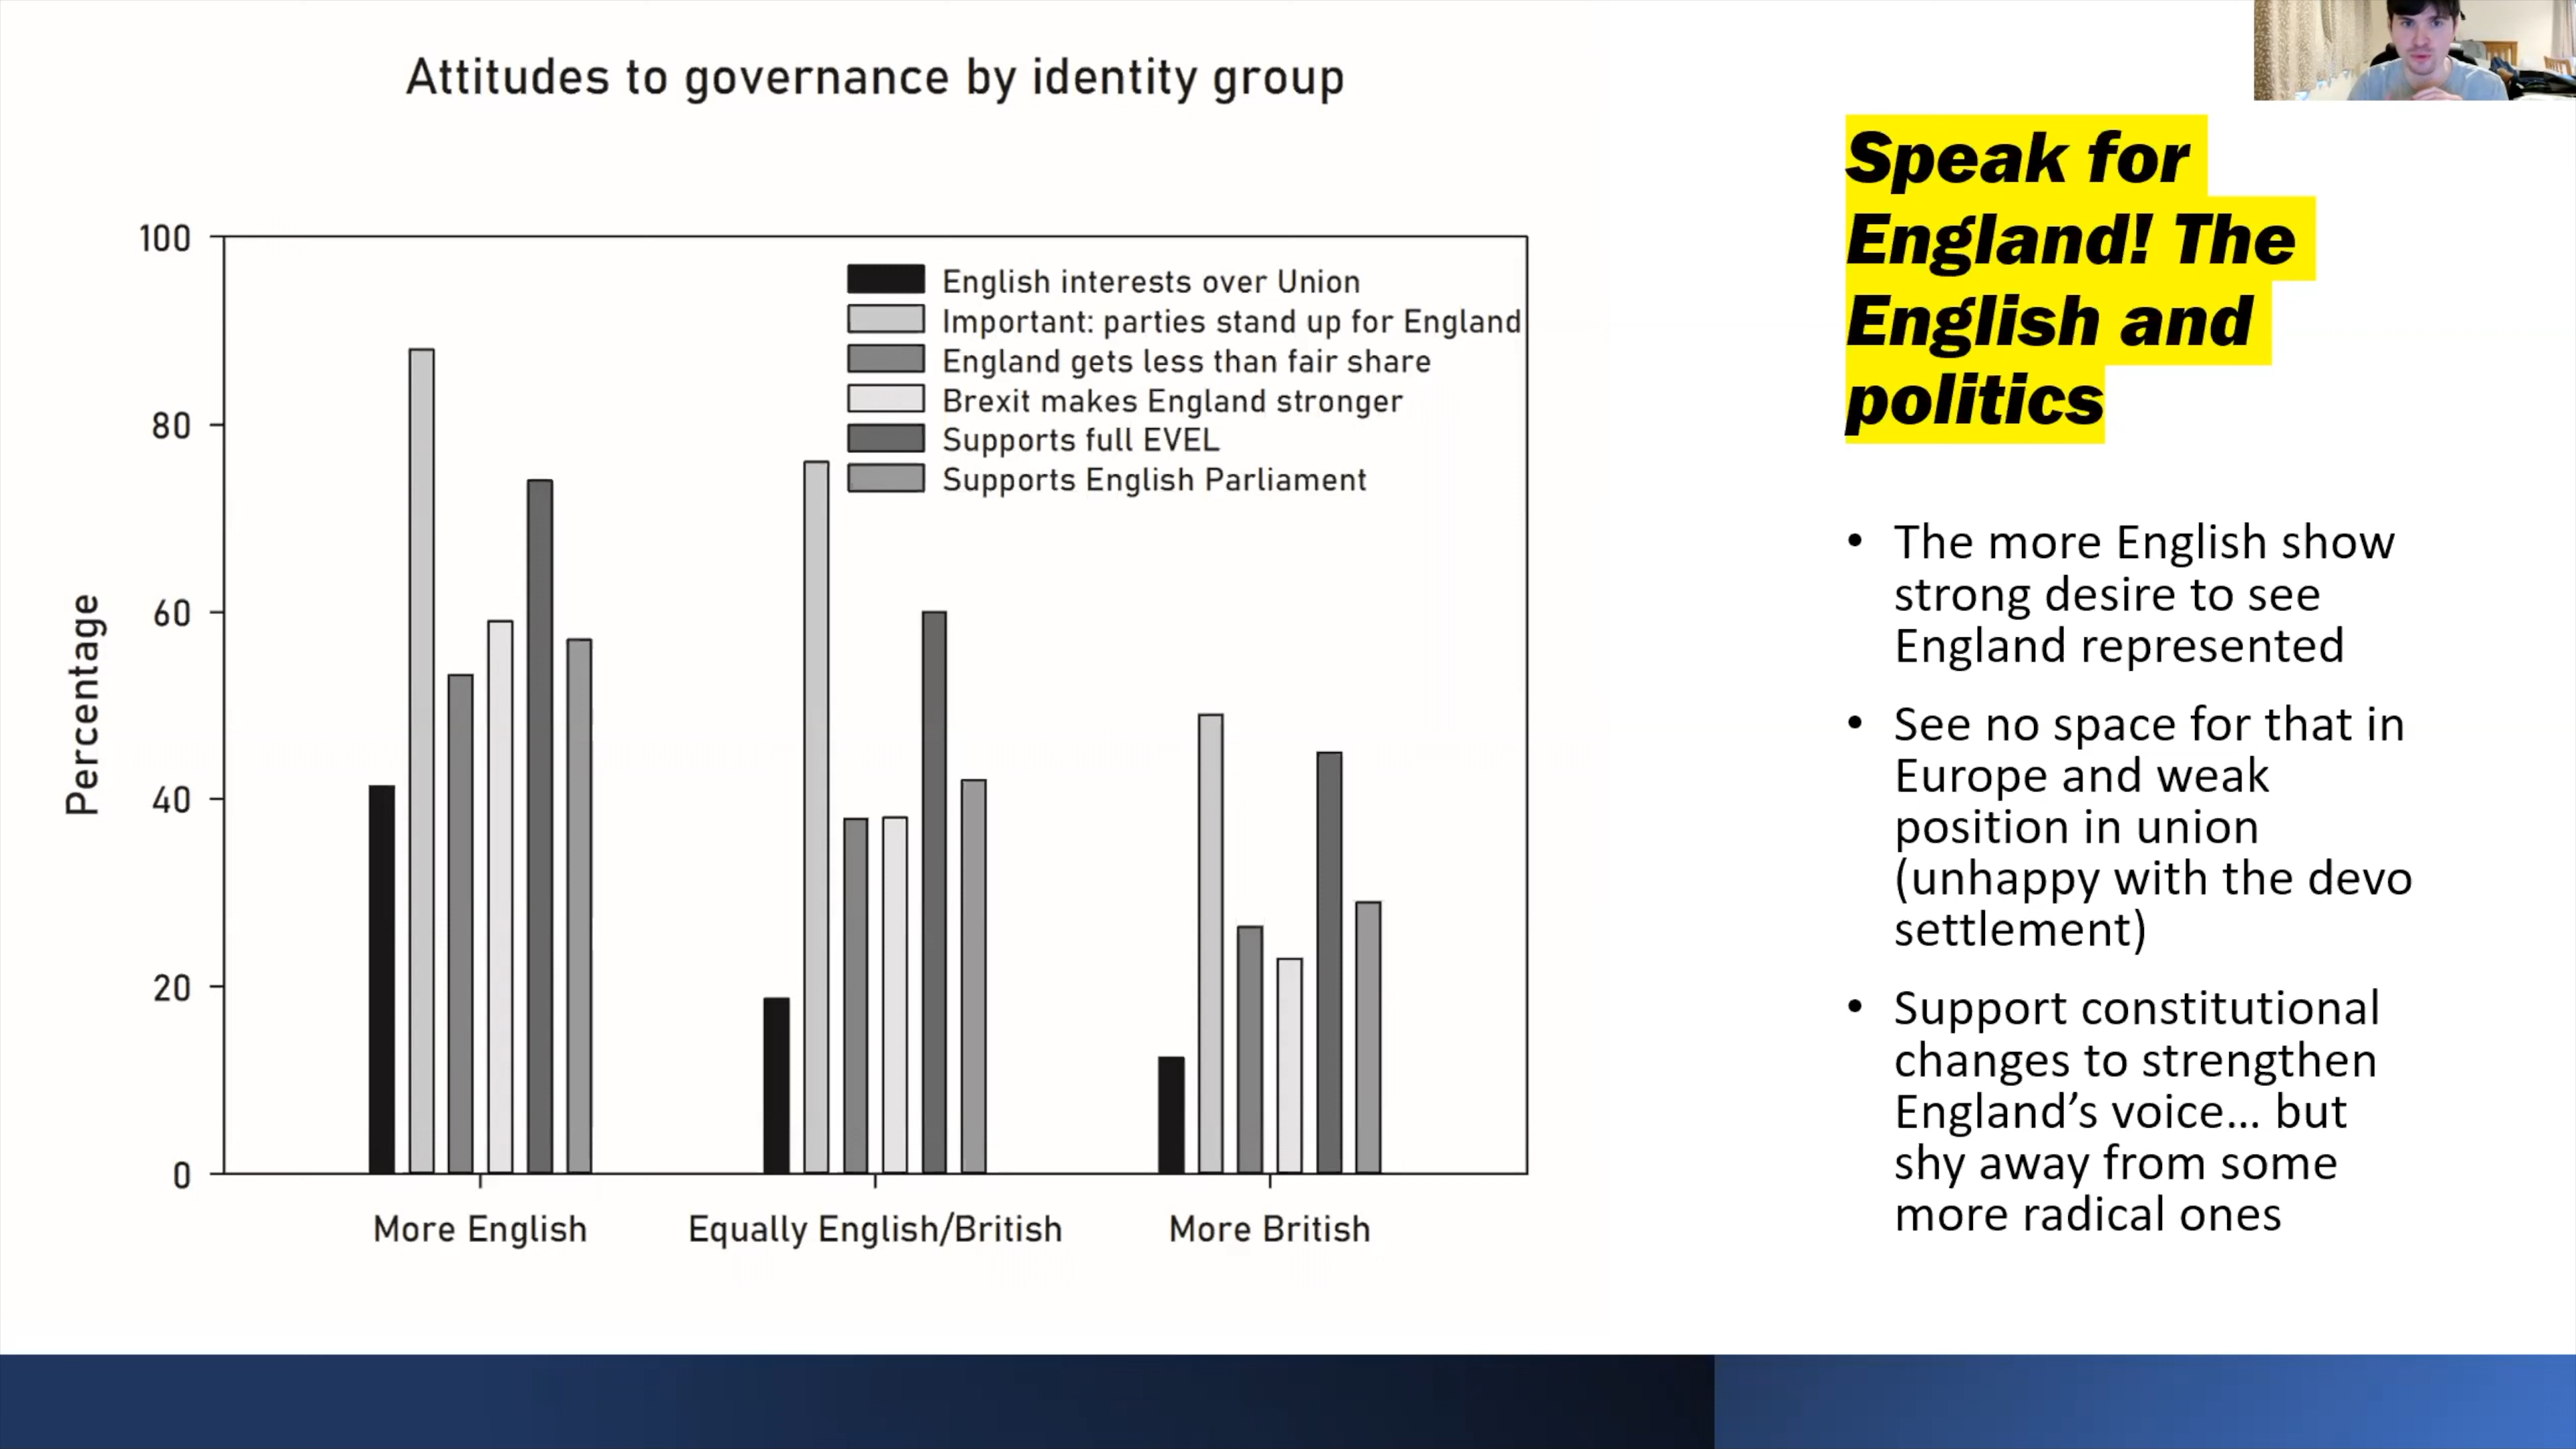 Attitudes to governance by identity group
100
80
60
40
20
0
Percentage
English interests over Union
Important: parties stand up for England
England gets less than fair share
Brexit makes England stronger
Supports full EVEL
Supports English Parliament
More English
Equally English/British
More British
Speak for
England! The
English and
politics
• The more English show
strong desire to see
England represented
• See no space for that in
Europe and weak
position in union
(unhappy with the devo
settlement)
• Support constitutional
changes to strengthen
England’s voice... but
shy away from some
more radical ones